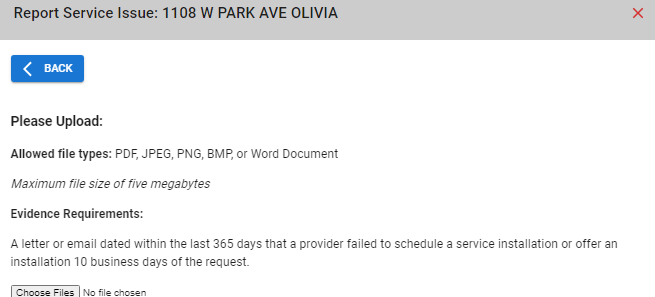 Report Service Issue: 1108 W PARK AVE OLIVIA
BACK
Please Upload:
Allowed file types: PDF, JPEG, PNG, BMP, or Word Document
Maximum file size of five megabytes
Evidence Requirements:
A letter or email dated within the last 365 days that a provider failed to schedule a service installation or offer an
installation 10 business days of the request.
Choose Files No file chosen